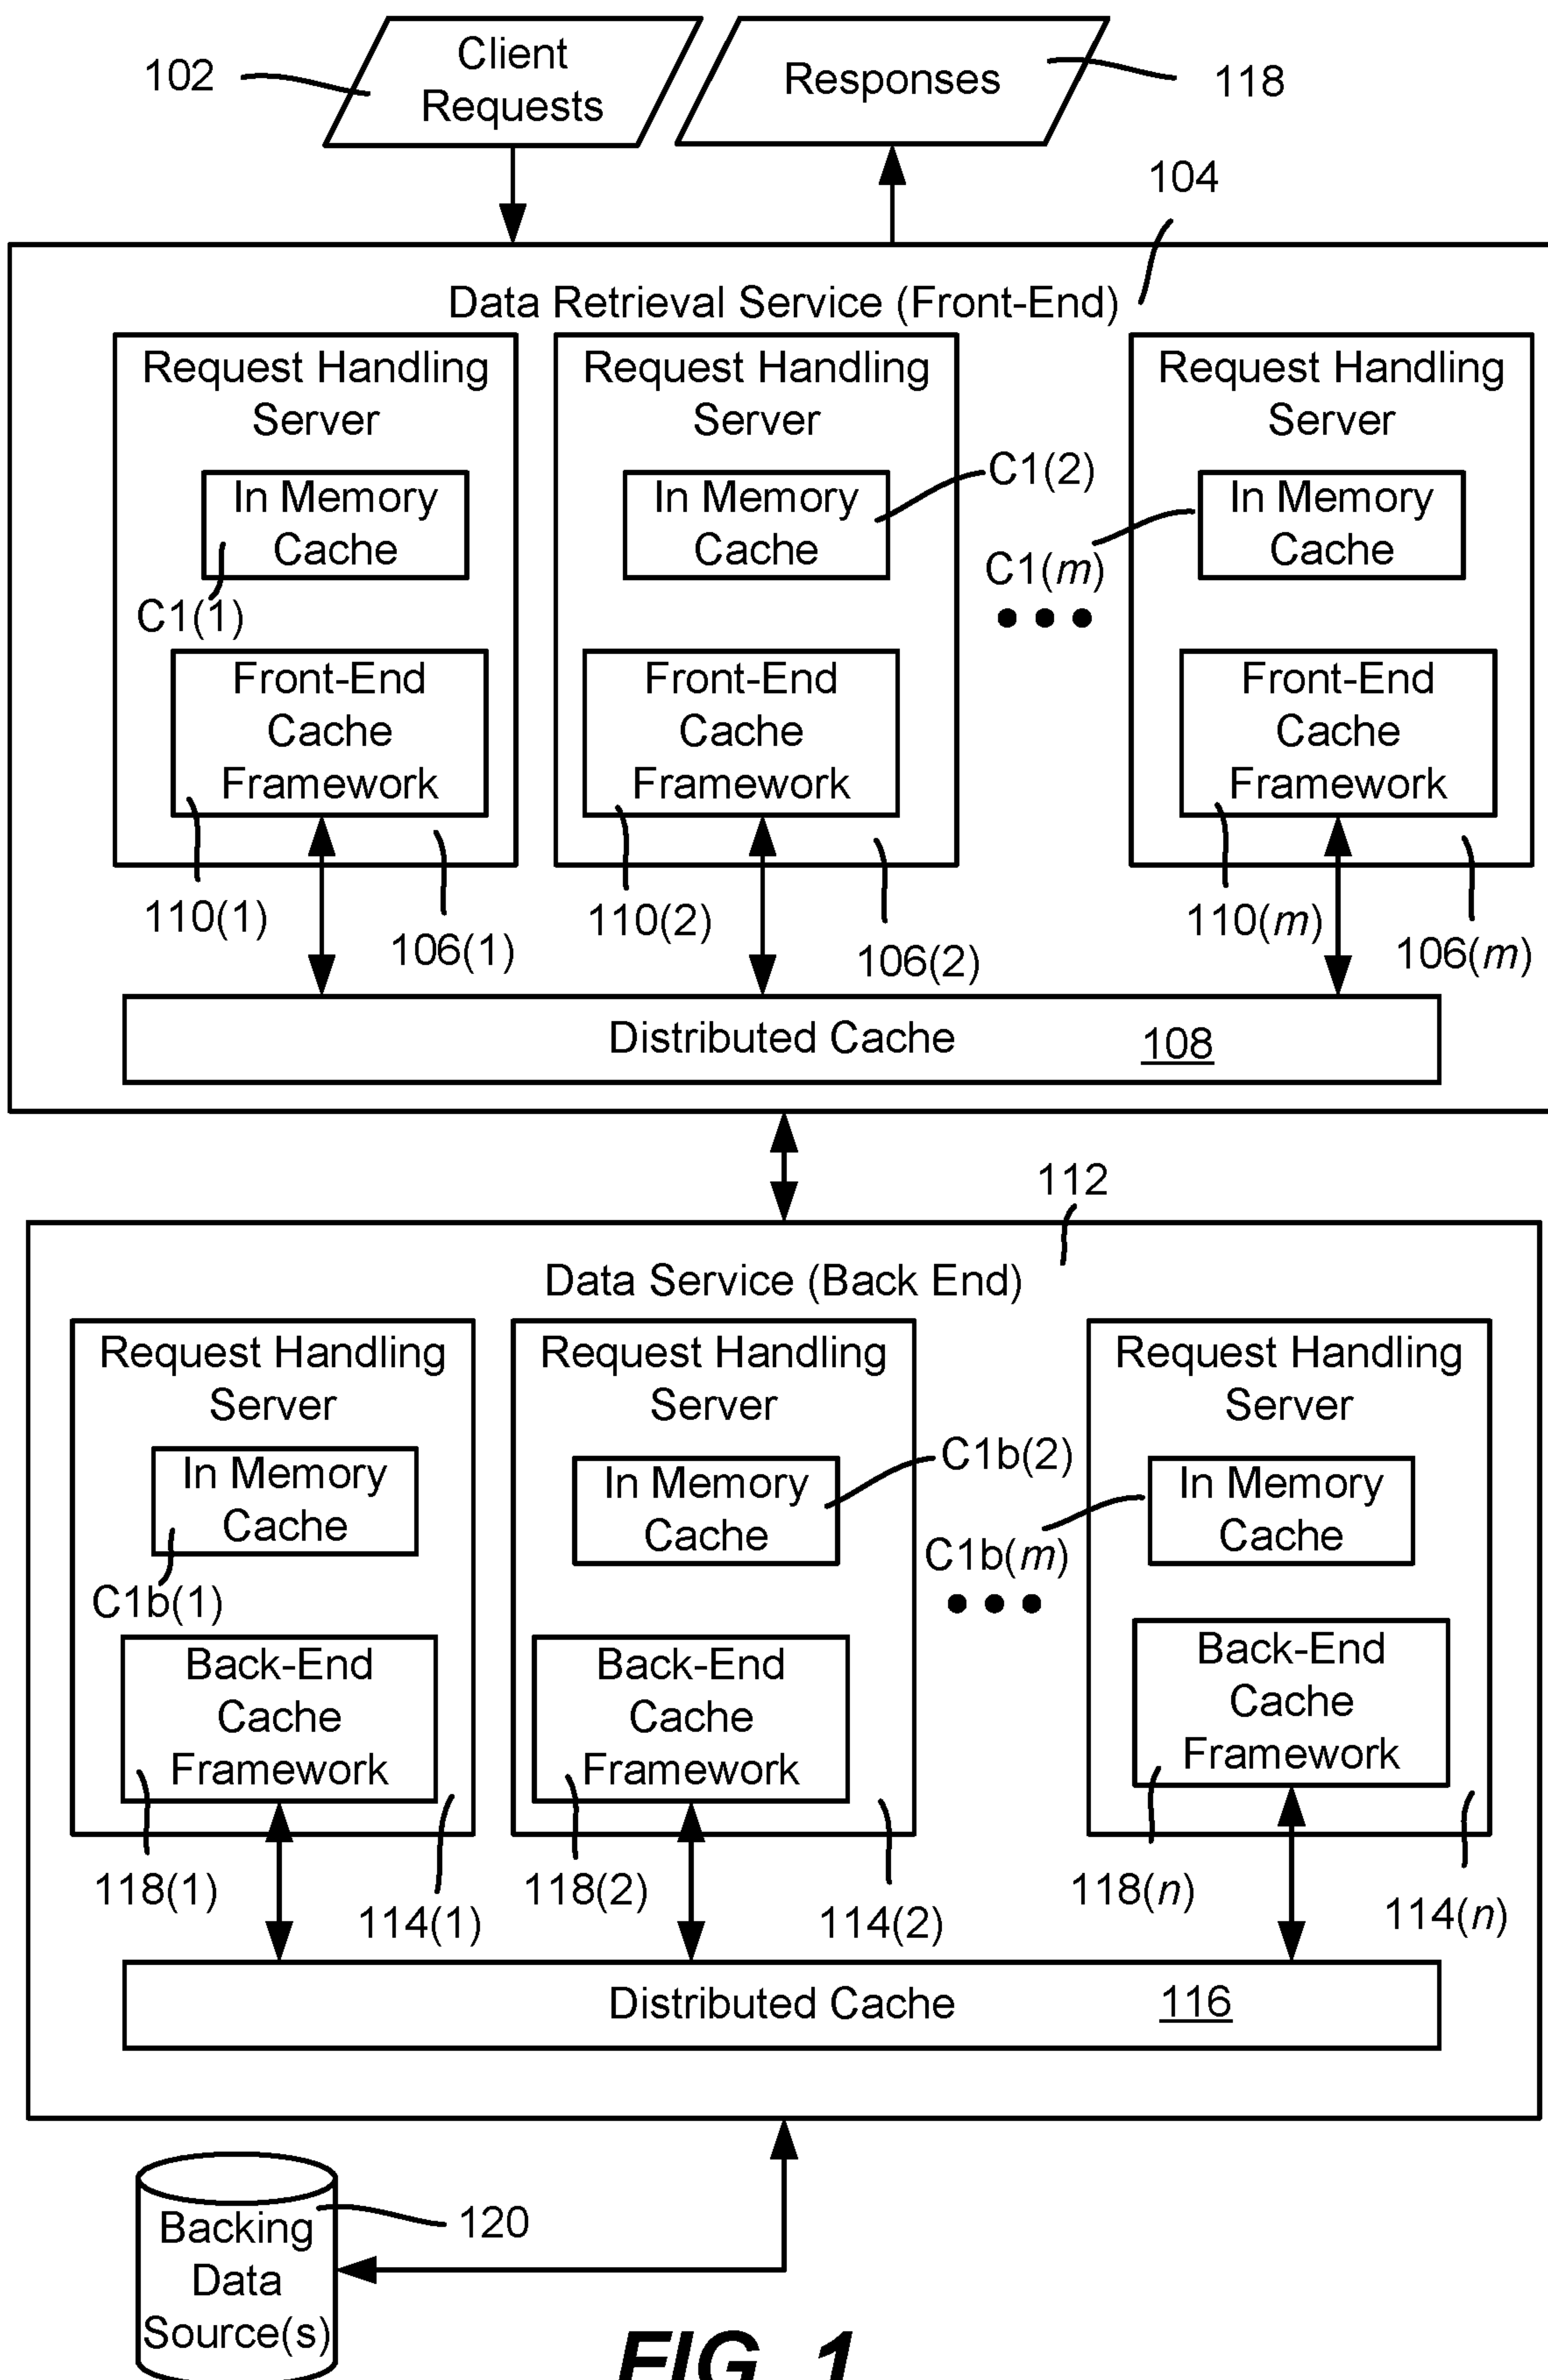 102
Client
Requests
Responses
118
104
Data Retrieval Service (Front-End)
Request Handling
Server
In Memory
Cache
C1(1)
Front-End
Cache
Framework
110(1)
106(1)
Request Handling
Server
In Memory
Cache
C1(2)
Front-End
Cache
Framework
110(2)
106(2)
Request Handling
Server
In Memory
Cache
C1(m)
Front-End
Cache
Framework
110(m)
106(m)
Distributed Cache 108
112
Data Service (Back End)
Request Handling
Server
In Memory
Cache
C1b(1)
Back-End
Cache
Framework
118(1)
114(1)
Request Handling
Server
In Memory
Cache
C1b(2)
Back-End
Cache
Framework
118(2)
114(2)
Request Handling
Server
In Memory
Cache
C1b(m)
Back-End
Cache
Framework
118(n)
114(n)
Distributed Cache 116
Backing
Data
Source(s)
120
FIG. 1